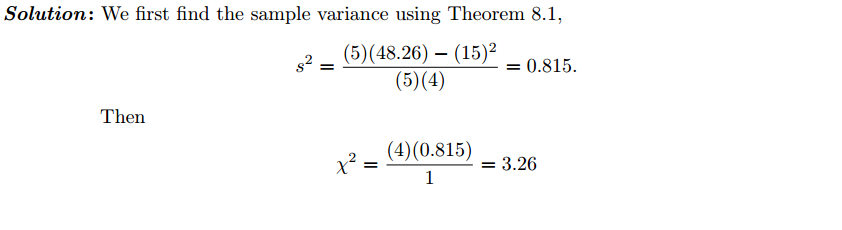 Solution: We first find the sample variance using Theorem 8.1,
s² = (5)(48.26) − (15)² / (5)(4) = 0.815.
Then
χ² = (4)(0.815) / 1 = 3.26